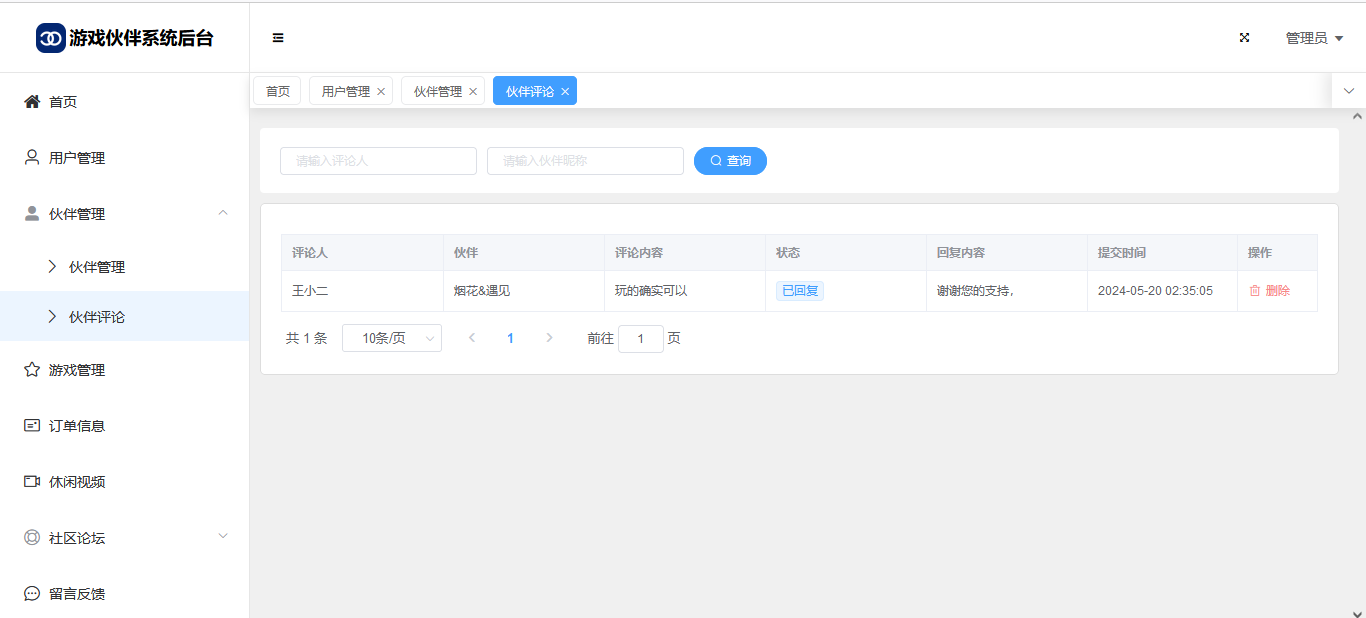 游戏伙伴系统后台
管理员
首页
用户管理
伙伴管理
伙伴管理
伙伴评论
游戏管理
订单信息
休闲视频
社区论坛
留言反馈
首页 用户管理 伙伴管理 伙伴评论
请输入评论人 请输入伙伴昵称 查询
评论人 伙伴 评论内容 状态 回复内容 提交时间 操作
王小二 烟花&遇见 玩的确实可以 已回复 谢谢您的支持, 2024-05-20 02:35:05 删除
共 1 条 10条/页 1 前往 1 页